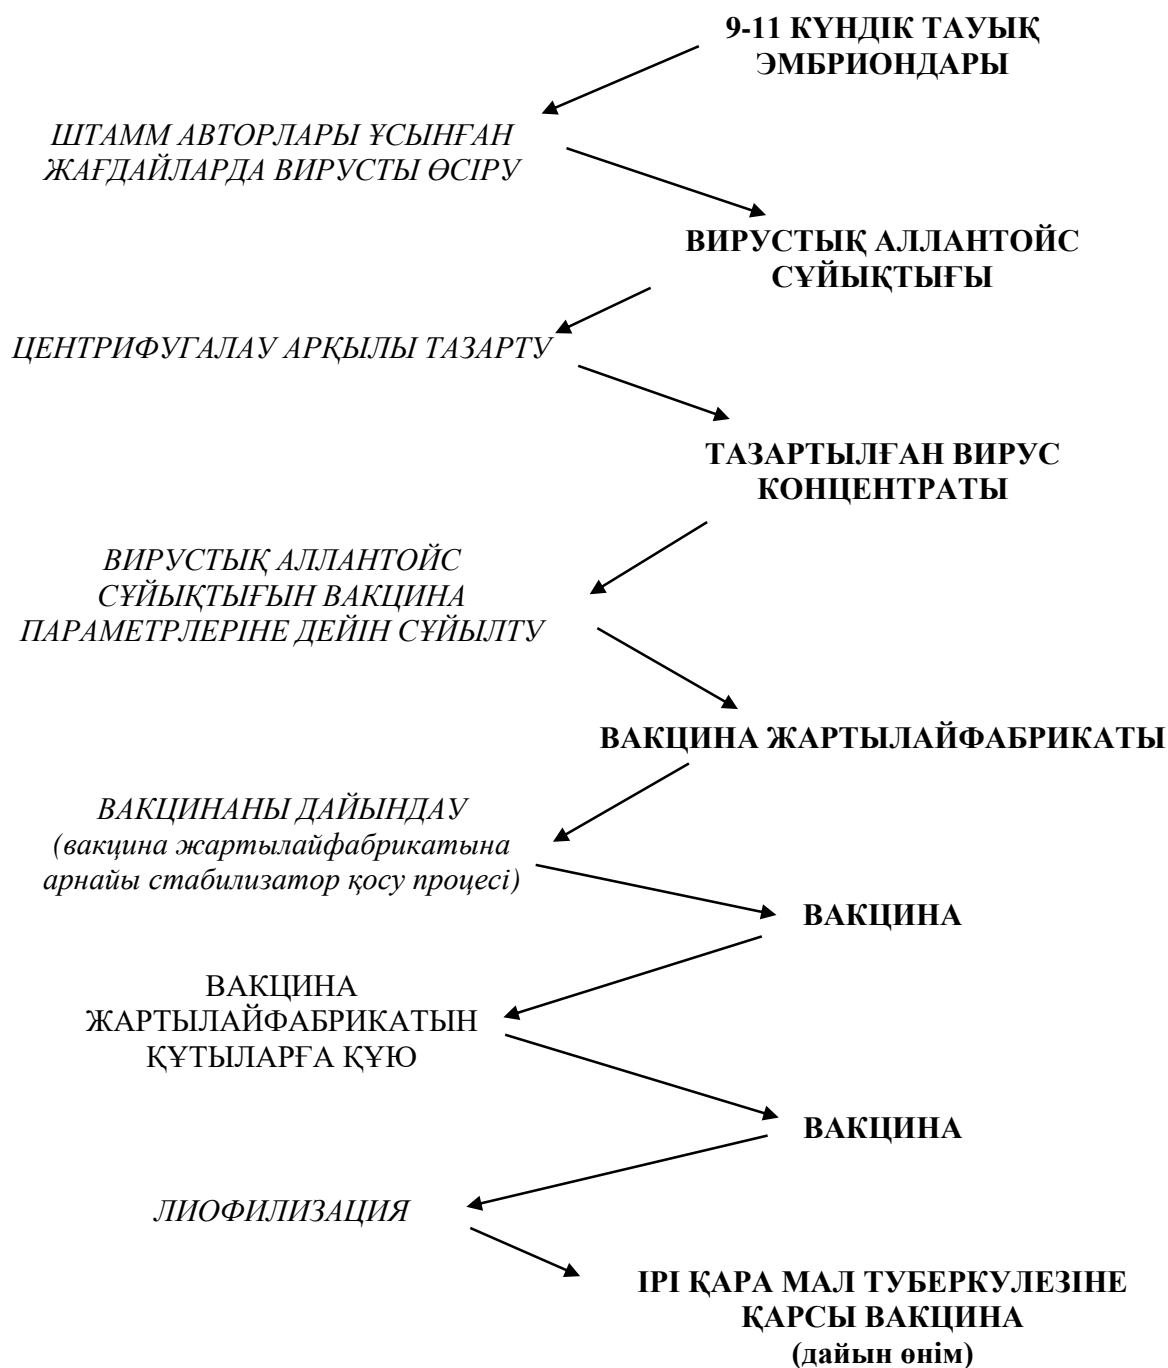 9-11 КҮНДІК ТАУЫҚ
ЭМБРИОНДАРЫ
ШТАММ АВТОРЛАРЫ ҰСЫНҒАН
ЖАҒДАЙЛАРДА ВИРУСТЫ ӨСІРУ
ВИРУСТЫҚ АЛЛАНТОЙС
СҰЙЫҚТЫҒЫ
ЦЕНТРИФУГАЛАУ АРҚЫЛЫ ТАЗАРТУ
ТАЗАРТЫЛҒАН ВИРУС
КОНЦЕНТРАТЫ
ВИРУСТЫҚ АЛЛАНТОЙС
СҰЙЫҚТЫҒЫН ВАКЦИНА
ПАРАМЕТРЛЕРІНЕ ДЕЙІН СҰЙЫЛТУ
ВАКЦИНА ЖАРТЫЛАЙФАБРИКАТЫ
ВАКЦИНАНЫ ДАЙЫНДАУ
(вакцина жартылайфабрикатына
арнайы стабилизатор қосу процесі)
ВАКЦИНА
ВАКЦИНА
ЖАРТЫЛАЙФАБРИКАТЫН
ҚҰТЫЛАРҒА ҚҰЮ
ВАКЦИНА
ЛИОФИЛИЗАЦИЯ
ІРІ ҚАРА МАЛ ТУБЕРКУЛЕЗІНЕ
ҚАРСЫ ВАКЦИНА
(дайын өнім)